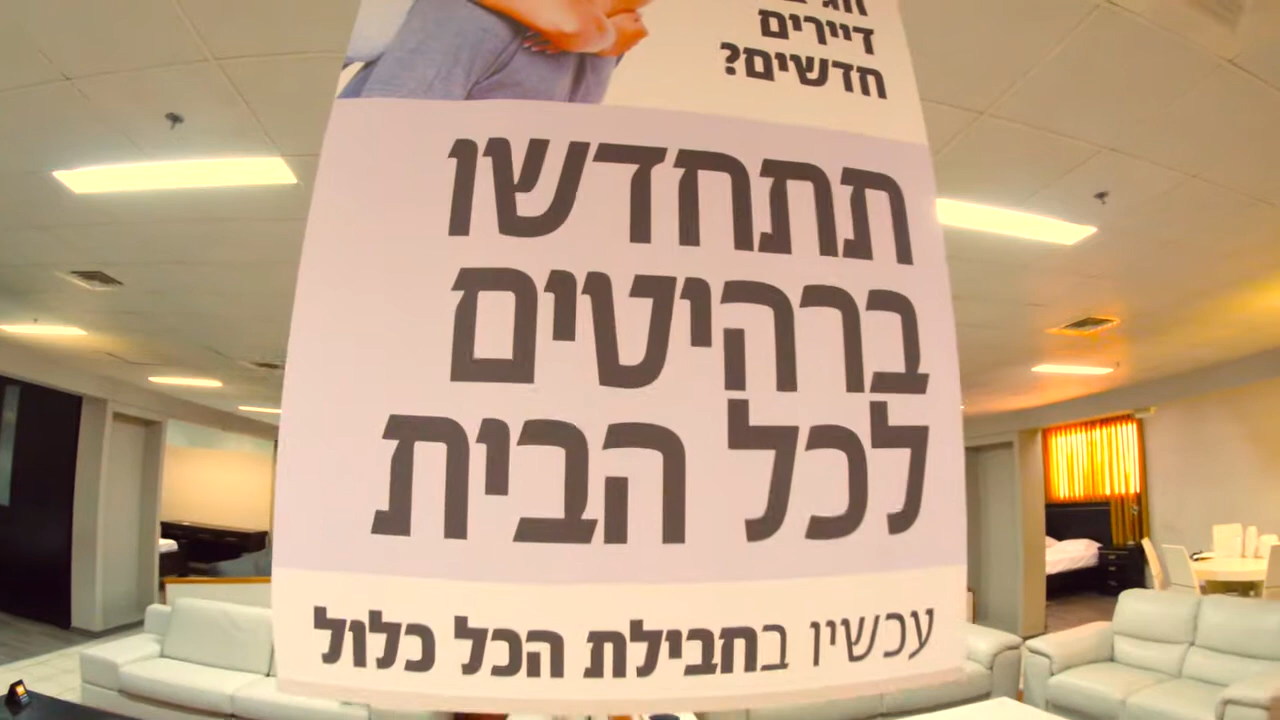 דיירים
חדשים?
תתחדשו
ברהיטים
לכל הבית
עכשיו בחבילת הכל כלול